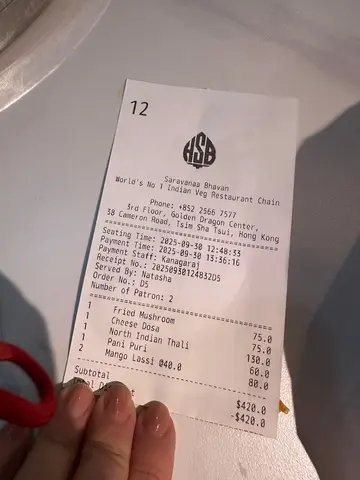 12
HSB
Saravanaa Bhavan
World's No 1 Indian Veg Restaurant Chain
Phone: +852 2566 7577
3rd Floor, Golden Dragon Center,
38 Cameron Road, Tsim Sha Tsui, Hong Kong
Seating Time: 2025-09-30 12:48:33
Payment Time: 2025-09-30 13:36:16
Payment Staff: Kanagaraj
Receipt No.: 20250930124832D5
Served By: Natasha
Order No.: D5
Number of Patron: 2
1 Fried Mushroom 75.0
1 Cheese Dosa 75.0
1 North Indian Thali 130.0
1 Pani Puri 60.0
2 Mango Lassi @40.0 80.0
Subtotal $420.0
-$420.0